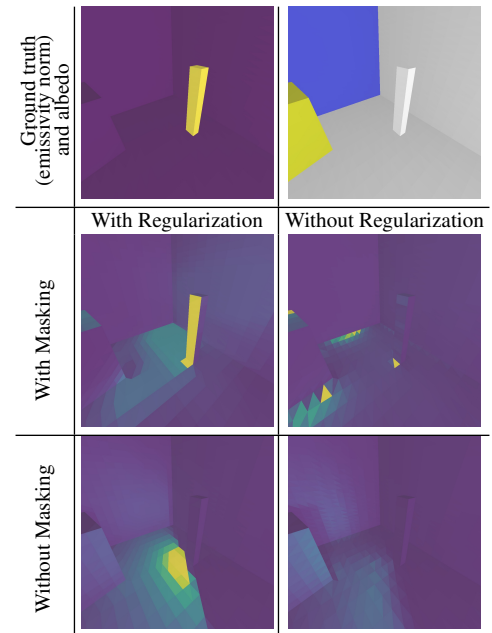 Ground truth
(emissivity norm)
and albedo
With Regularization
Without Regularization
With Masking
Without Masking